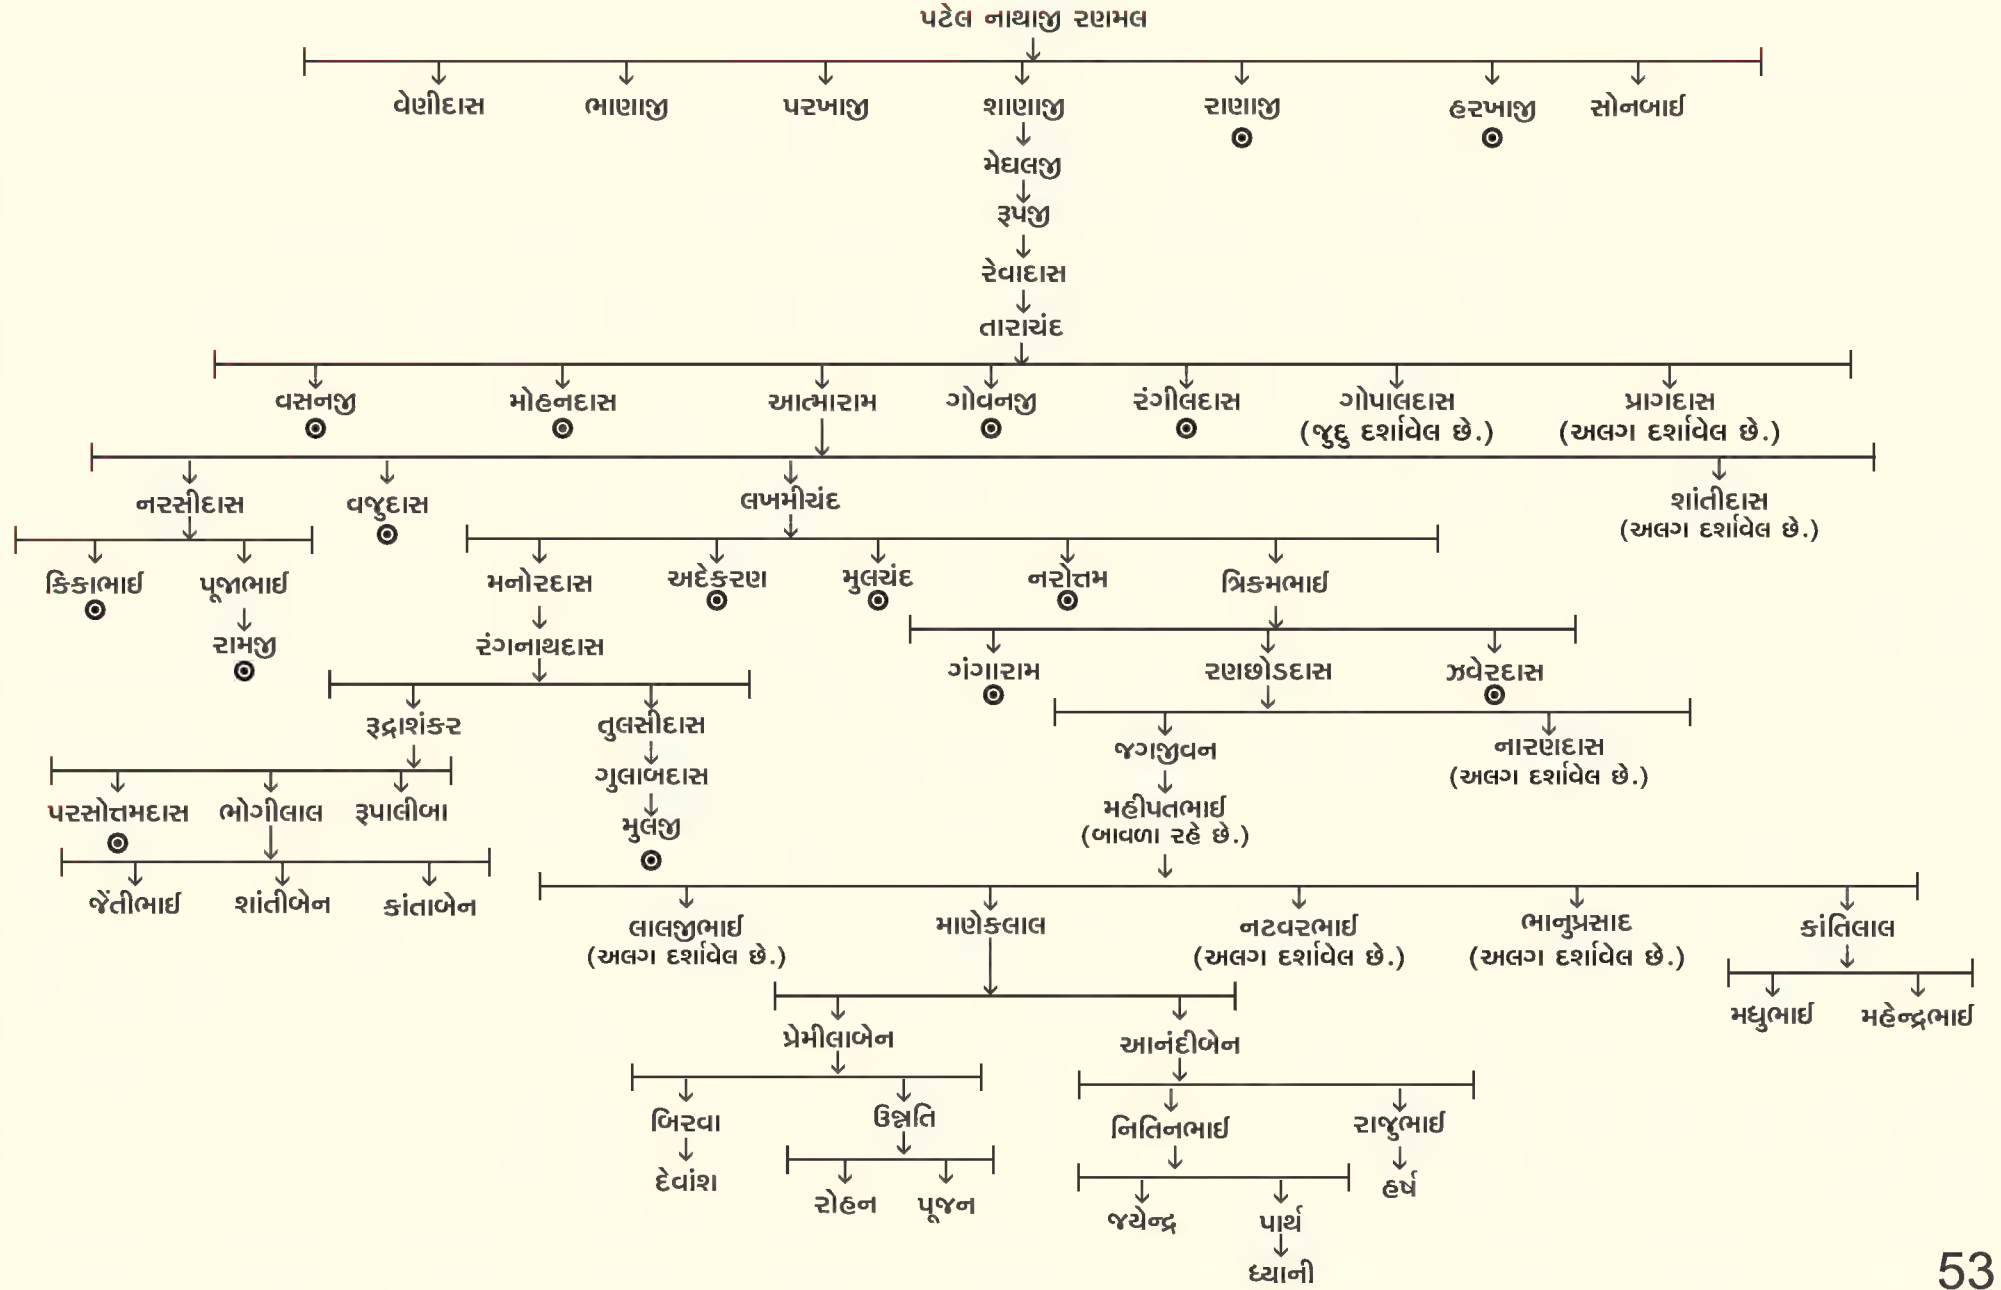 પટેલ નાથાજી રણમલ
વેણીદાસ ભાણાજી પરખાજી શાણાજી રાણાજી હરખાજી સોનબાઈ
મેઘલજી
રૂપજી
રેવાદાસ
તારાચંદ
વસનજી મોહનદાસ આત્મારામ ગોવનજી રંગીલદાસ ગોપાલદાસ પ્રાગદાસ
(જુદુ દર્શાવેલ છે.) (અલગ દર્શાવેલ છે.)
નરસીદાસ વજુદાસ લખમીચંદ શાંતીદાસ
(અલગ દર્શાવેલ છે.)
કિકાભાઈ પૂજાભાઈ મનોરદાસ અદેકરણ મુલચંદ નરોત્તમ ત્રિકમભાઈ
રામજી રંગનાથદાસ ગંગારામ રણછોડદાસ ઝવેરદાસ
રૂદ્રાશંકર તુલસીદાસ જગજીવન નારણદાસ
(અલગ દર્શાવેલ છે.)
ગુલાબદાસ
પરસોત્તમદાસ ભોગીલાલ રૂપાલીબા મુલજી મહીપતભાઈ
(બાવળા રહે છે.)
જેંતીભાઈ શાંતીબેન કાંતાબેન
લાલજીભાઈ માણેકલાલ નટવરભાઈ ભાનુપ્રસાદ કાંતિલાલ
(અલગ દર્શાવેલ છે.) (અલગ દર્શાવેલ છે.) (અલગ દર્શાવેલ છે.)
મધુભાઈ મહેન્દ્રભાઈ
પ્રેમીલાબેન આનંદીબેન
બિરવા ઉન્નતિ નિતિનભાઈ રાજુભાઈ
દેવાંશ રોહન પૂજન હર્ષ
જયેન્દ્ર પાર્થ
ધ્યાની
53